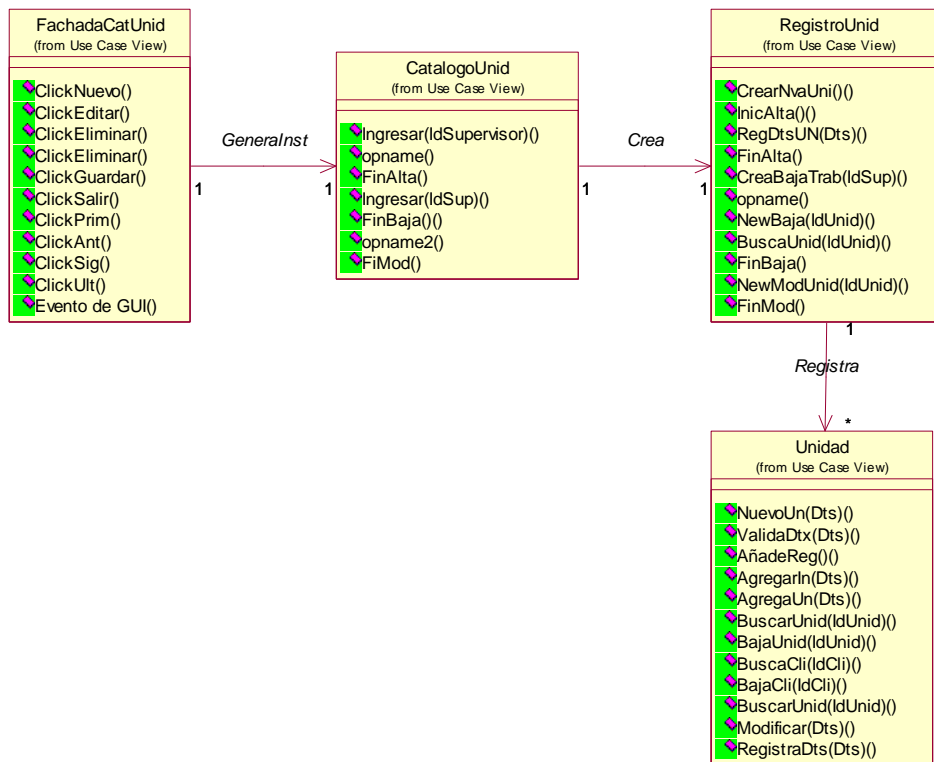 FachadaCatUnid
(from Use Case View)
ClickNuevo()
ClickEditar()
ClickEliminar()
ClickEliminar()
ClickGuardar()
ClickSalir()
ClickPrim()
ClickAnt()
ClickSig()
ClickUlt()
Evento de GUI()
GeneraInst
1
1
CatalogoUnid
(from Use Case View)
Ingresar(IdSupervisor)()
opname()
FinAlta()
Ingresar(IdSup)()
FinBaja()()
opname2()
FiMod()
Crea
1
1
RegistroUnid
(from Use Case View)
CrearNvaUni()()
InicAlta()()
RegDtsUN(Dts)()
FinAlta()
CreaBajaTrab(IdSup)()
opname()
NewBaja(IdUnid)()
BuscaUnid(IdUnid)()
FinBaja()
NewModUnid(IdUnid)()
FinMod()
1
Registra
*
Unidad
(from Use Case View)
NuevoUn(Dts)()
ValidaDtx(Dts)()
AñadeReg()()
AgregarIn(Dts)()
AgregaUn(Dts)()
BuscarUnid(IdUnid)()
BajaUnid(IdUnid)()
BuscaCli(IdCli)()
BajaCli(IdCli)()
BuscarUnid(IdUnid)()
Modificar(Dts)()
RegistraDts(Dts)()